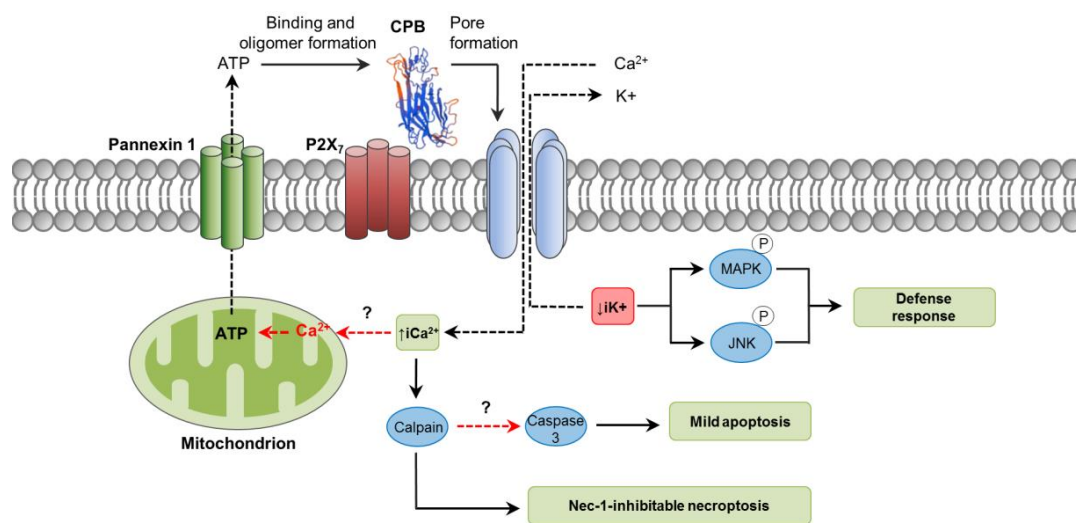 Binding and
oligomer formation
CPB
Pore
formation
ATP
Ca²⁺
K+
Pannexin 1
P2X₇
P
MAPK
↓iK+
Defense
response
P
JNK
?
ATP
Ca²⁺
↑iCa²⁺
Mitochondrion
Calpain
?
Caspase
3
Mild apoptosis
Nec-1-inhibitable necroptosis